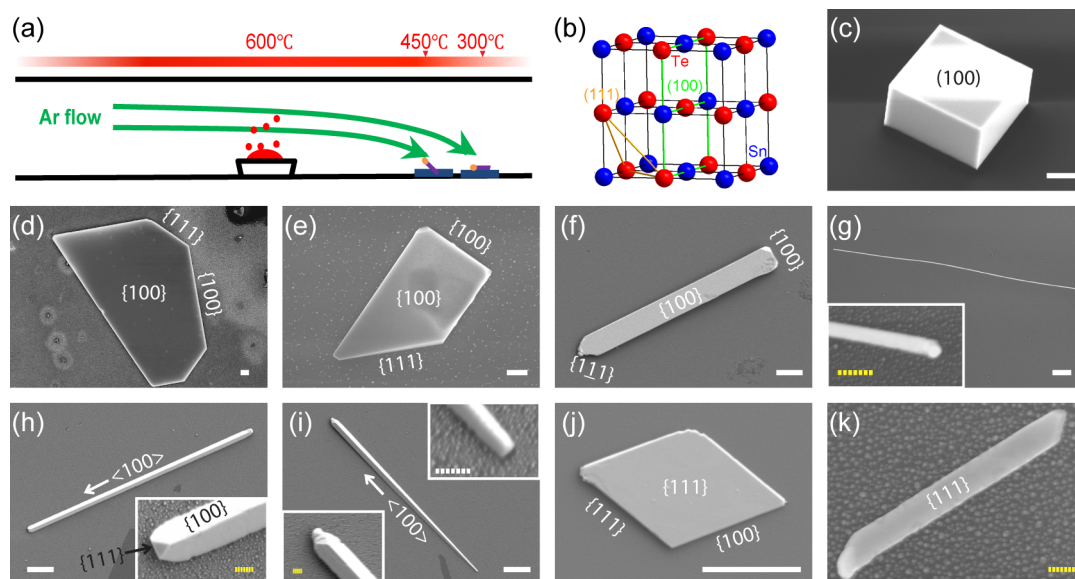 (a)
600℃
450℃
300℃
Ar flow
(b)
Te
(100)
(111)
Sn
(c)
(100)
(d)
{111}
{100}
{100}
(e)
{100}
{100}
{111}
(f)
{100}
{100}
{111}
(g)
(h)
<100>
{100}
{111}
(i)
<100>
(j)
{111}
{111}
{100}
(k)
{111}